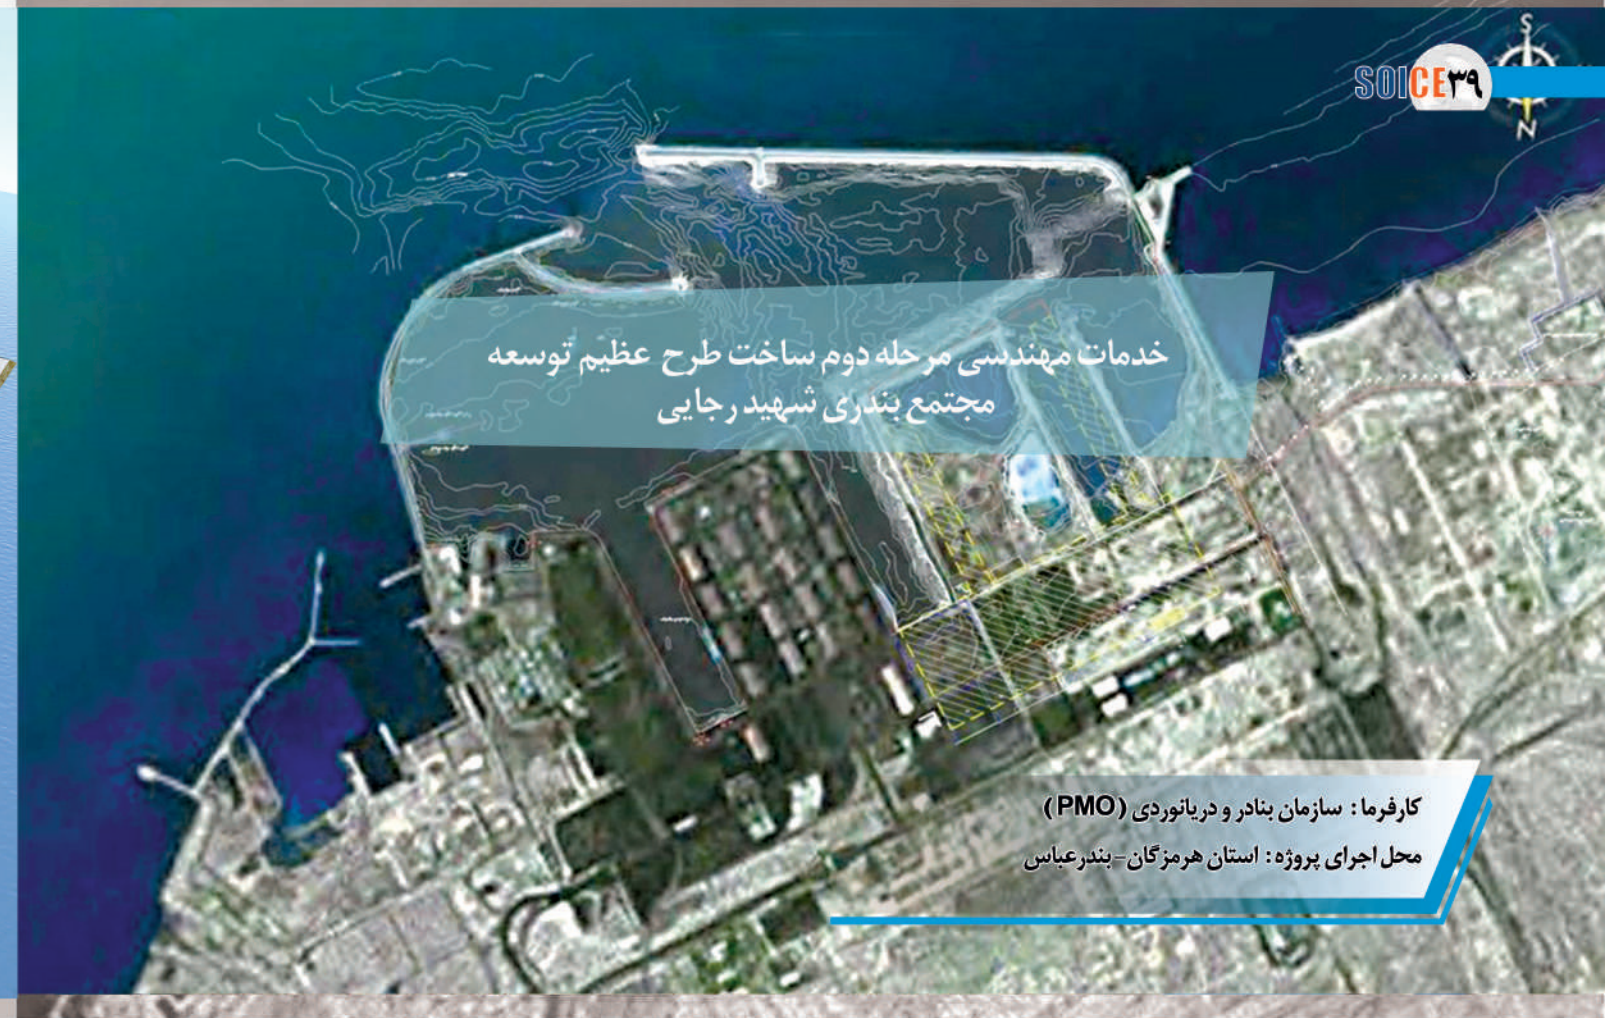 S
SOICE۳۹
N
خدمات مهندسی مرحله دوم ساخت طرح عظیم توسعه
مجتمع بندری شهید رجایی
کارفرما: سازمان بنادر و دریانوردی (PMO)
محل اجرای پروژه: استان هرمزگان- بندرعباس